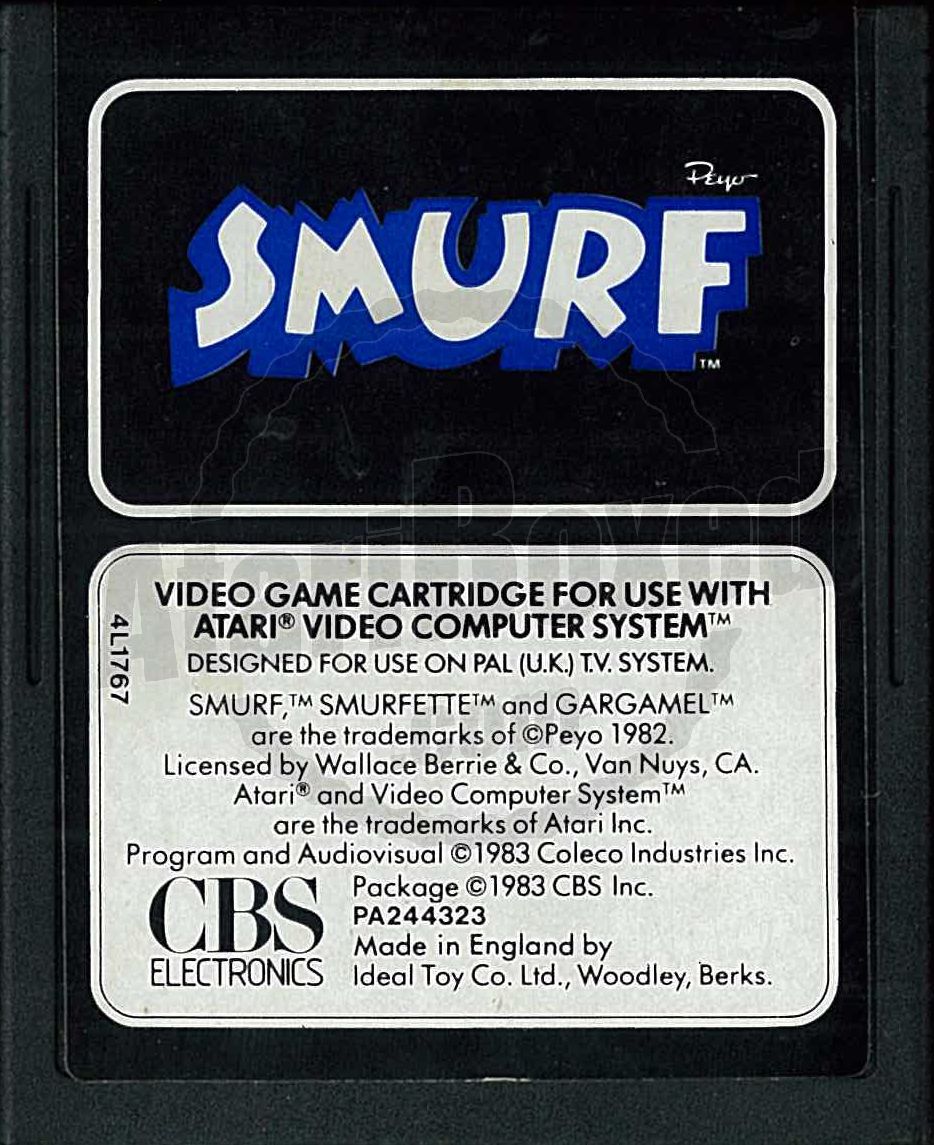 Peyo
SMURF
TM
VIDEO GAME CARTRIDGE FOR USE WITH
ATARI® VIDEO COMPUTER SYSTEM™
DESIGNED FOR USE ON PAL (U.K.) T.V. SYSTEM.
4L1767
SMURF,™ SMURFETTE™ and GARGAMEL™
are the trademarks of ©Peyo 1982.
Licensed by Wallace Berrie & Co., Van Nuys, CA.
Atari® and Video Computer System™
are the trademarks of Atari Inc.
Program and Audiovisual ©1983 Coleco Industries Inc.
CBS
ELECTRONICS
Package ©1983 CBS Inc.
PA244323
Made in England by
Ideal Toy Co. Ltd., Woodley, Berks.
Atari Boxed